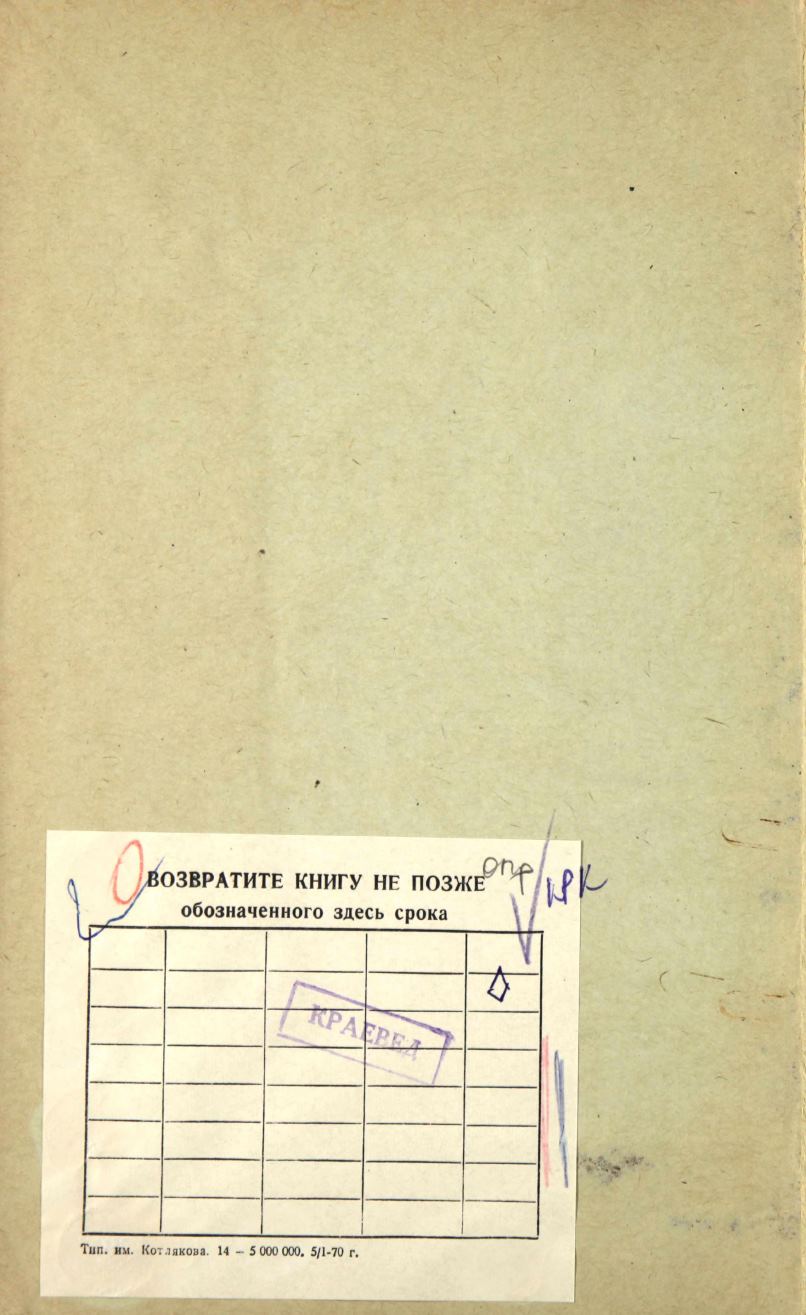 ВОЗВРАТИТЕ КНИГУ НЕ ПОЗЖЕ
обозначенного здесь срока
КРАЕВЕД
Тип. им. Котлякова. 14 – 5 000 000. 5/1-70 г.